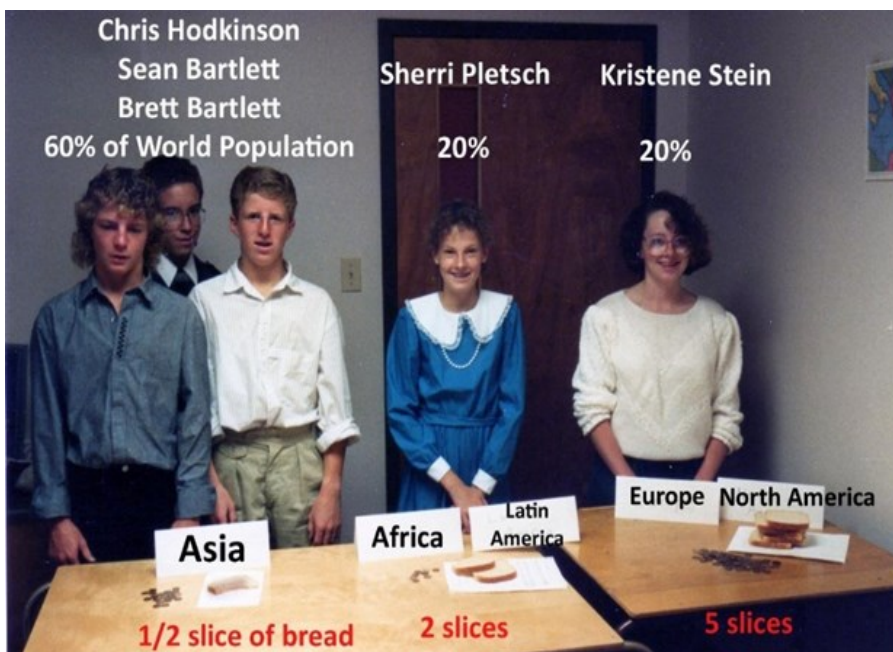 Chris Hodkinson
Sean Bartlett
Brett Bartlett
60% of World Population
Sherri Pletsch
20%
Kristene Stein
20%
Asia
Africa
Latin
America
Europe
North America
1/2 slice of bread
2 slices
5 slices